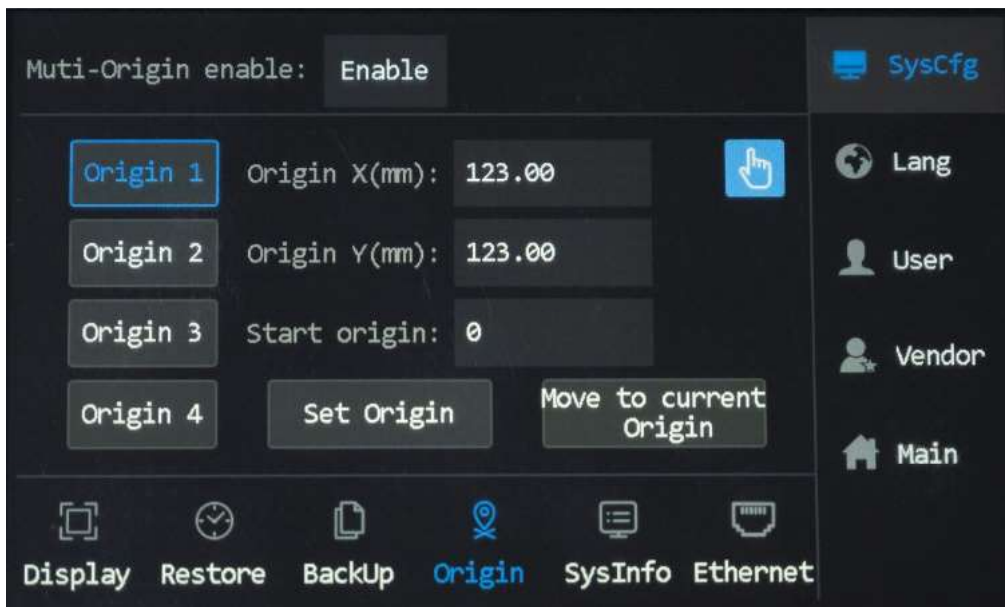 Muti-Origin enable: Enable
SysCfg
Origin 1 Origin X(mm): 123.00
Lang
Origin 2 Origin Y(mm): 123.00
User
Origin 3 Start origin: 0
Vendor
Origin 4 Set Origin Move to current
Origin
Main
Display Restore BackUp Origin SysInfo Ethernet